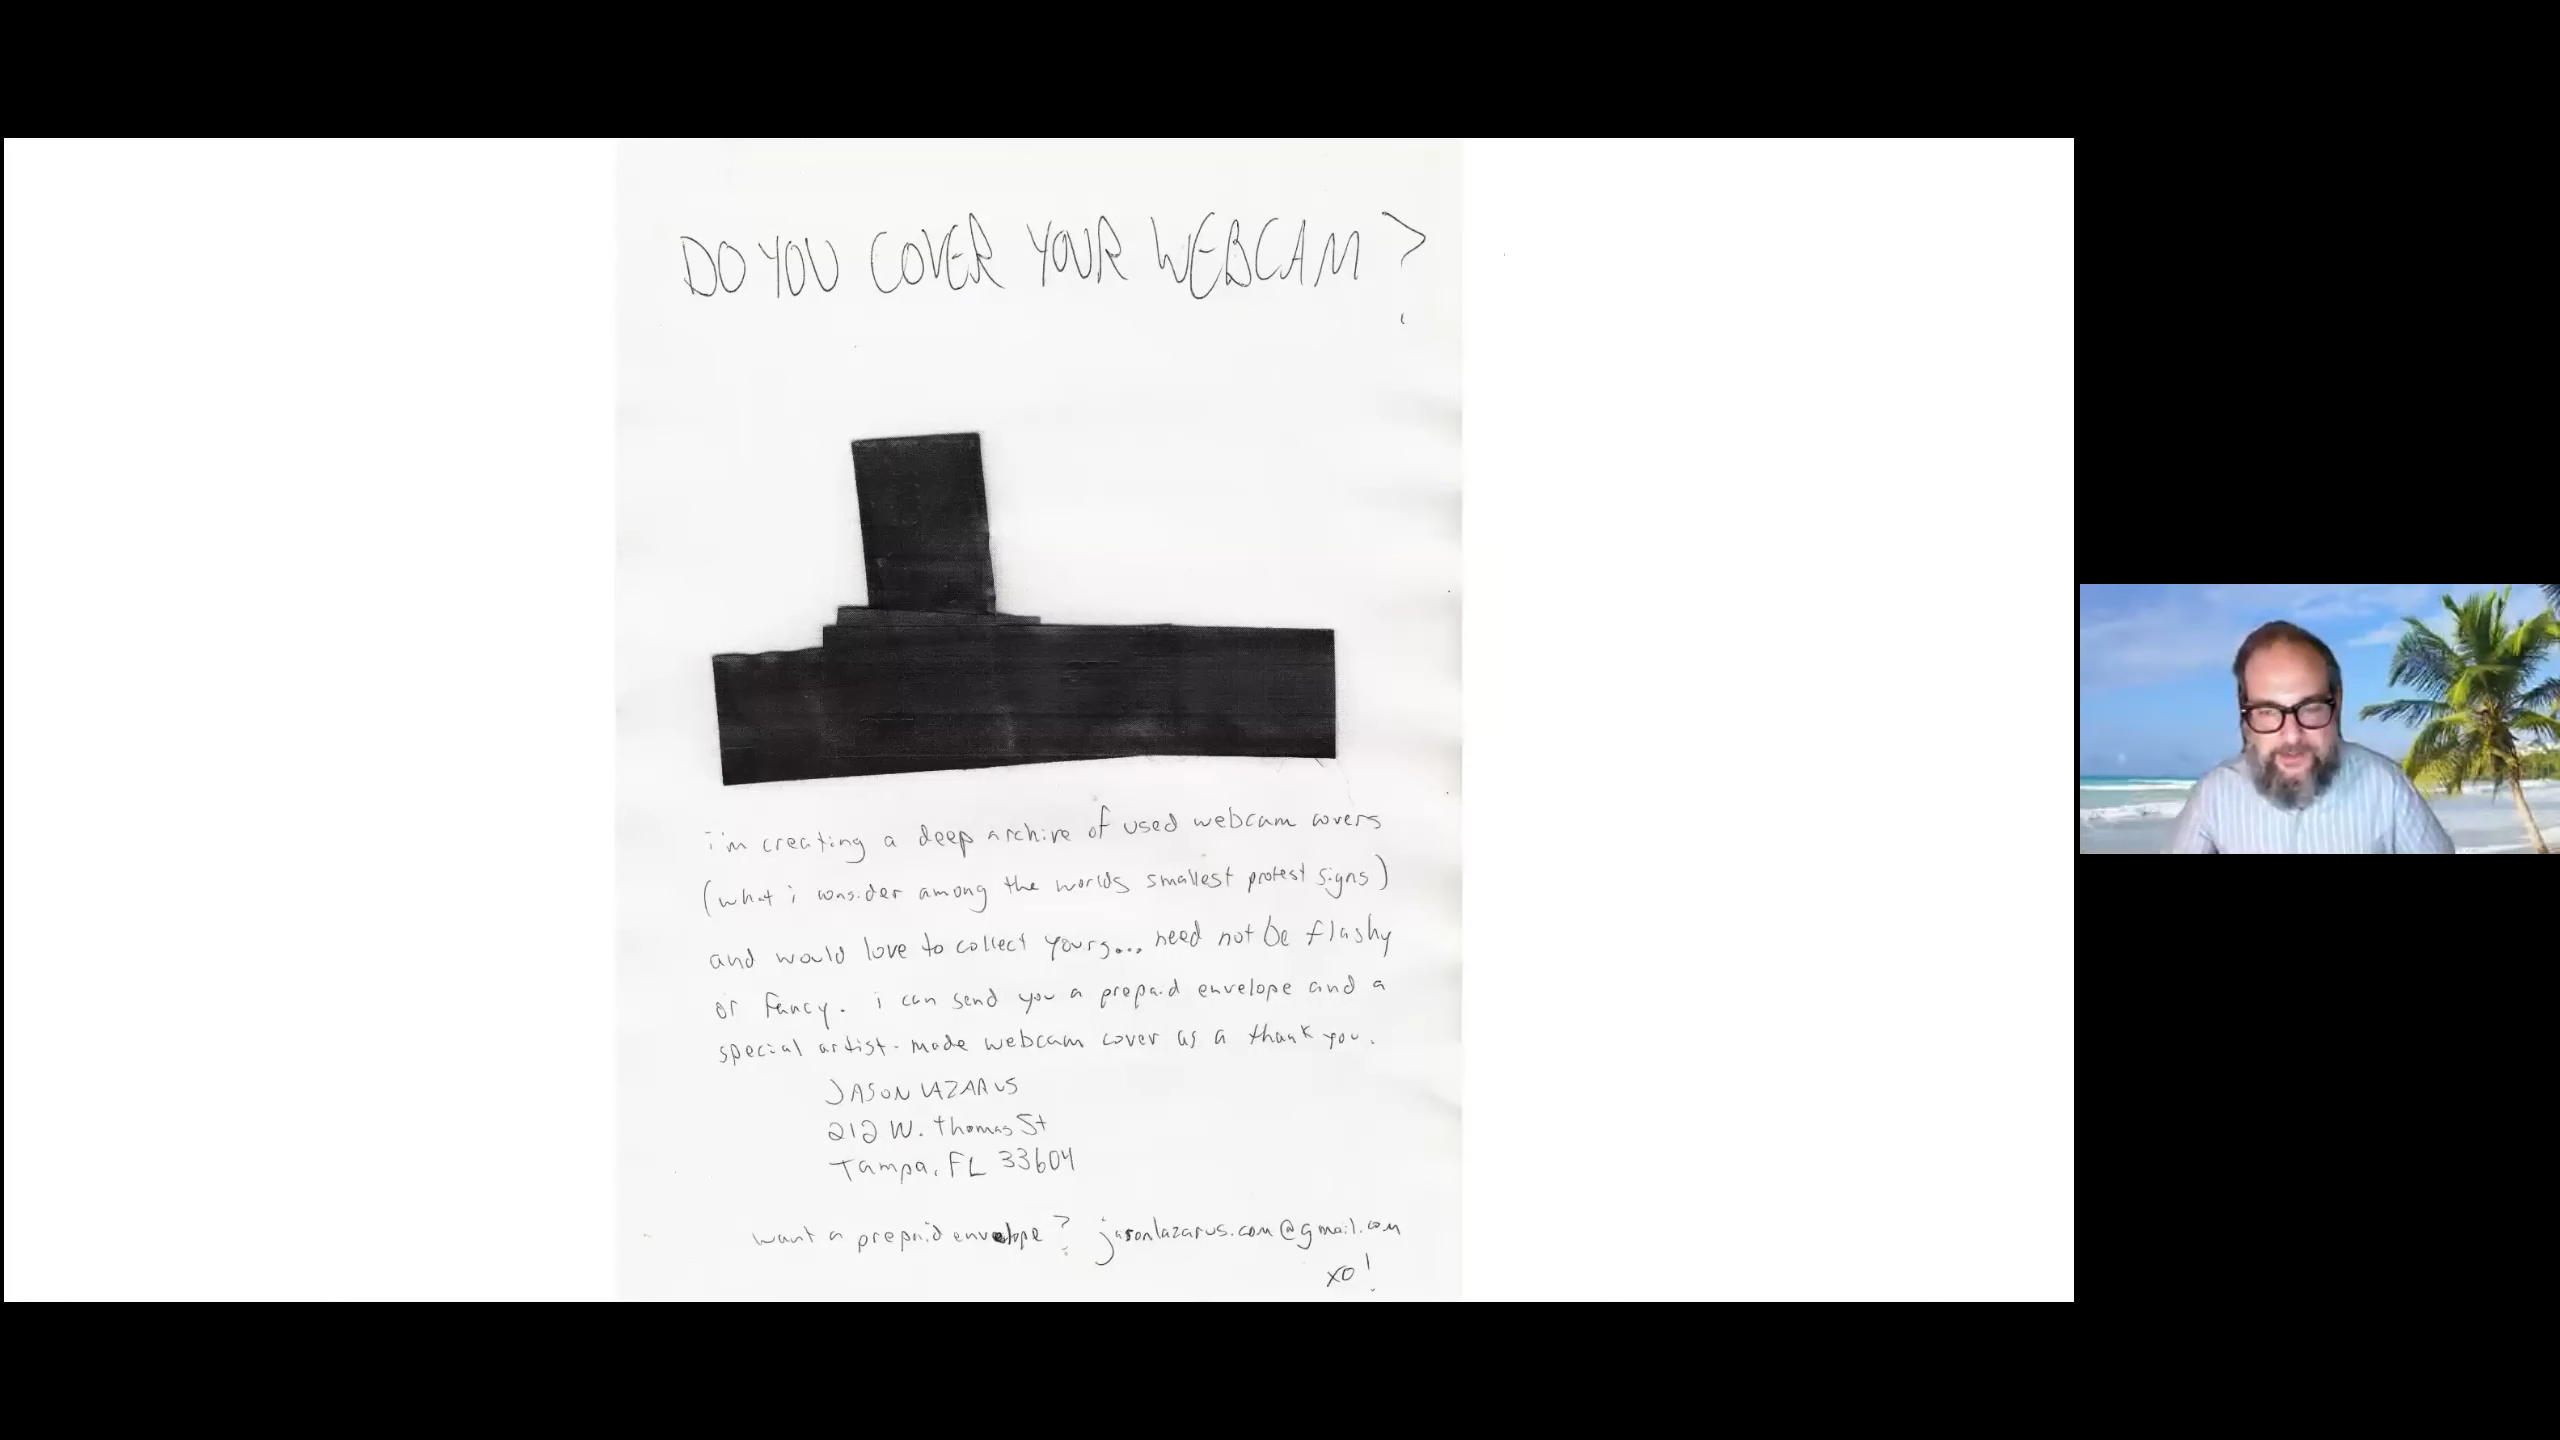 DO YOU COVER YOUR WEBCAM?
i'm creating a deep archive of used webcam covers
(what i consider among the worlds smallest protest signs)
and would love to collect yours... need not be flashy
or fancy. i can send you a prepaid envelope and a
special artist-made webcam cover as a thank you.
JASON LAZARUS
212 W. Thomas St
Tampa, FL 33604
want a prepaid envelope? jasonlazarus.com@gmail.com
xo!